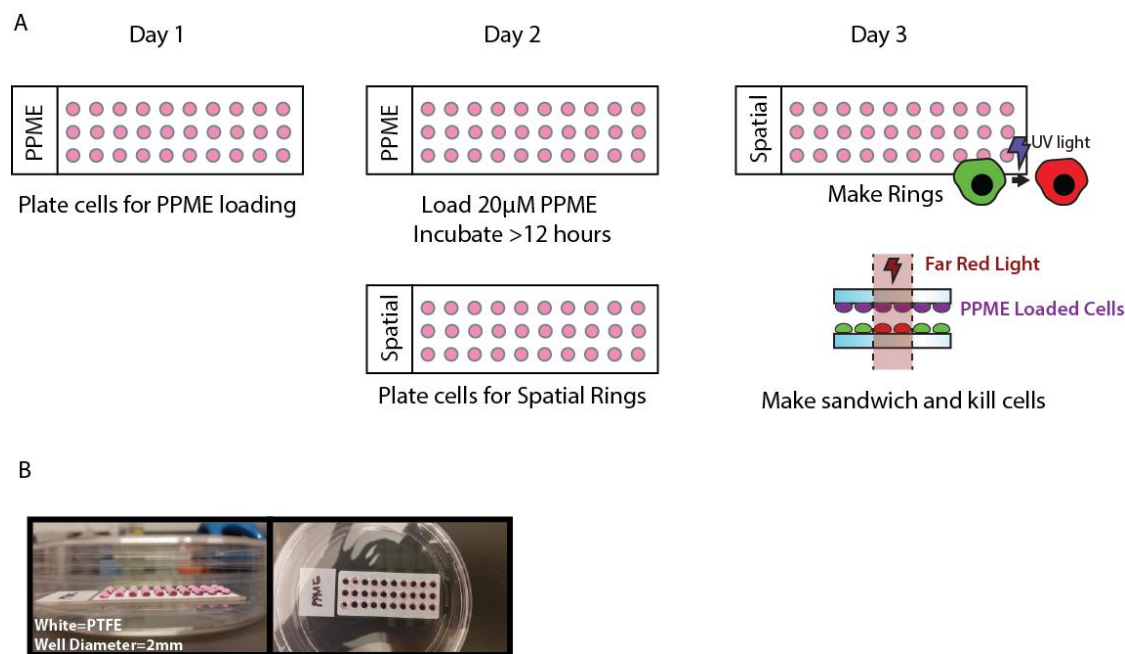 A
Day 1
Day 2
Day 3
PPME
PPME
Spatial
UV light
Plate cells for PPME loading
Load 20μM PPME
Incubate >12 hours
Make Rings
Far Red Light
PPME Loaded Cells
Spatial
Plate cells for Spatial Rings
Make sandwich and kill cells
B
PPME
White=PTFE
Well Diameter=2mm